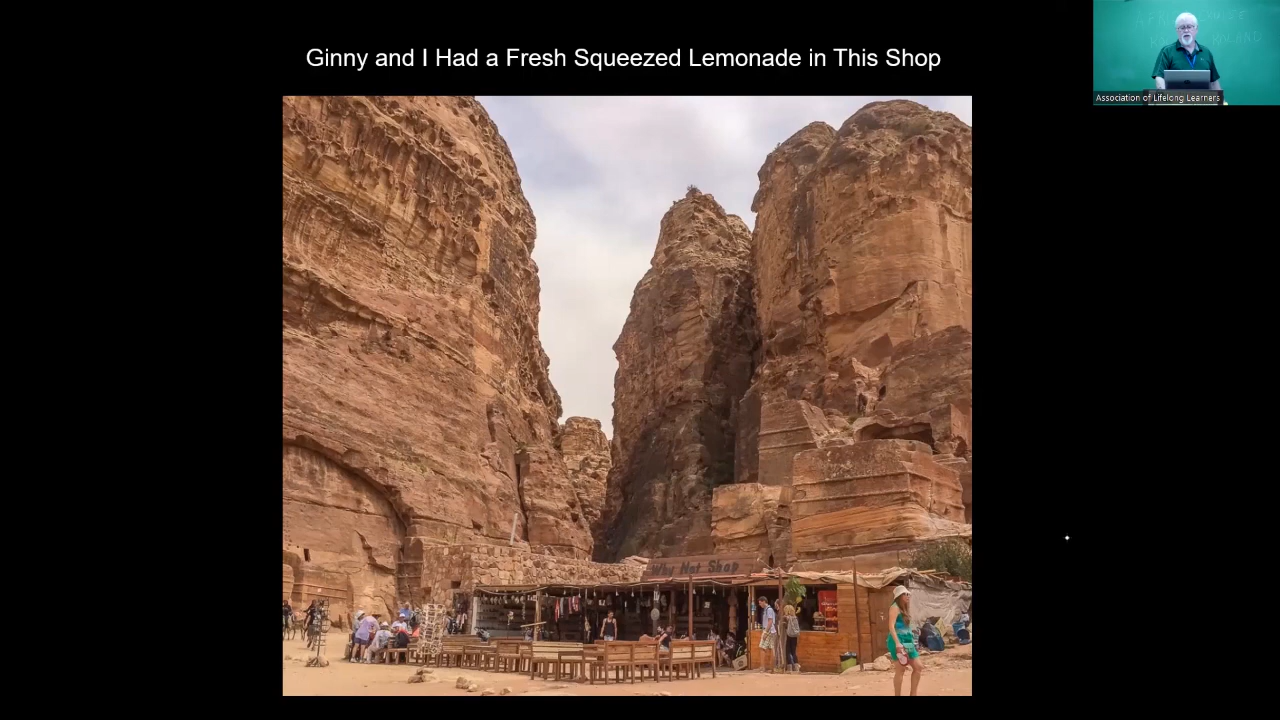 Ginny and I Had a Fresh Squeezed Lemonade in This Shop
Why Not Shop
Association of Lifelong Learners